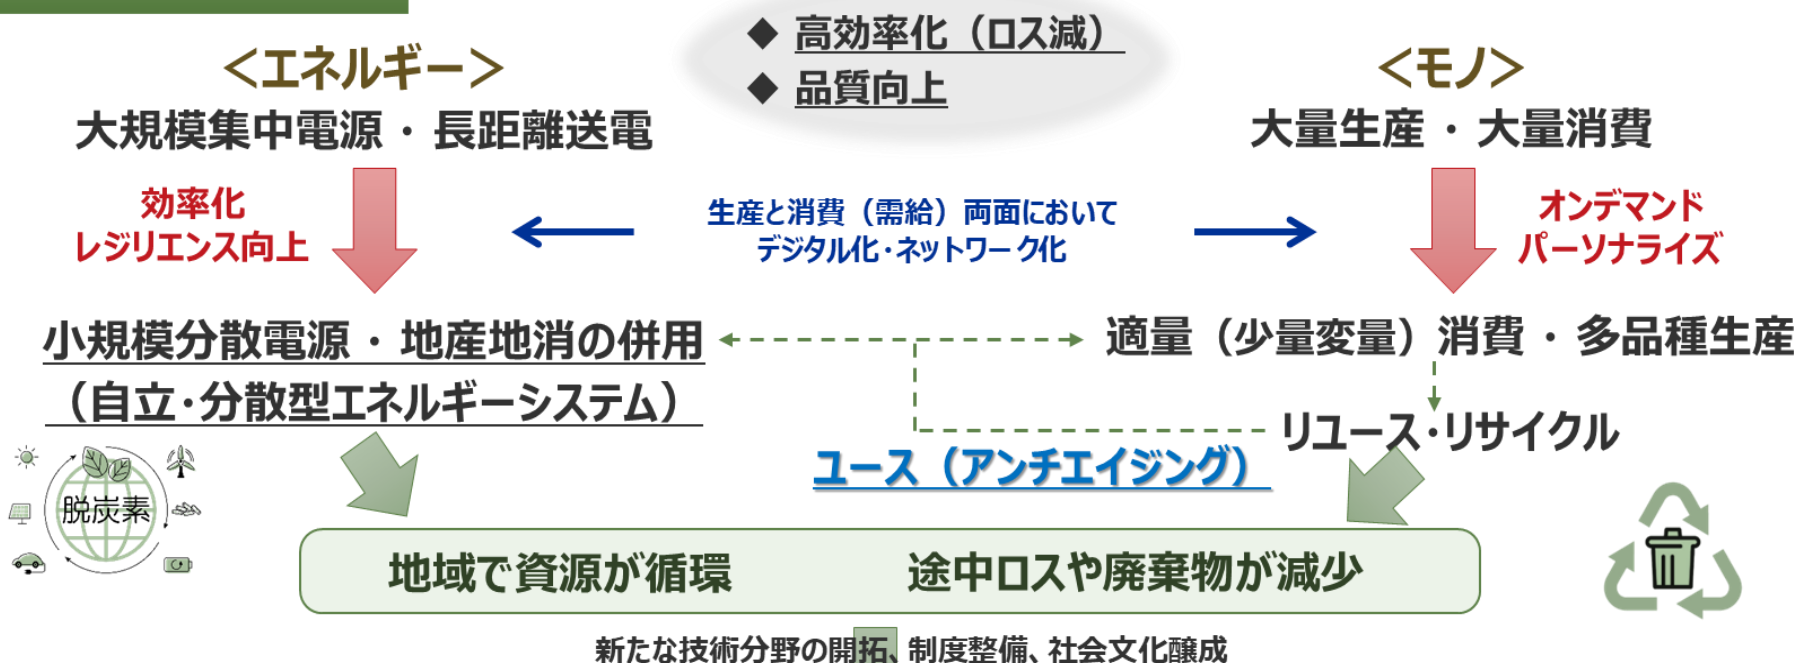 ◆ 高効率化（ロス減）
◆ 品質向上
＜エネルギー＞
大規模集中電源・長距離送電
＜モノ＞
大量生産・大量消費
効率化
レジリエンス向上
生産と消費（需給）両面において
デジタル化・ネットワーク化
オンデマンド
パーソナライズ
小規模分散電源・地産地消の併用
（自立・分散型エネルギーシステム）
適量（少量変量）消費・多品種生産
リユース・リサイクル
ユース（アンチエイジング）
脱炭素
地域で資源が循環
途中ロスや廃棄物が減少
新たな技術分野の開拓、制度整備、社会文化醸成